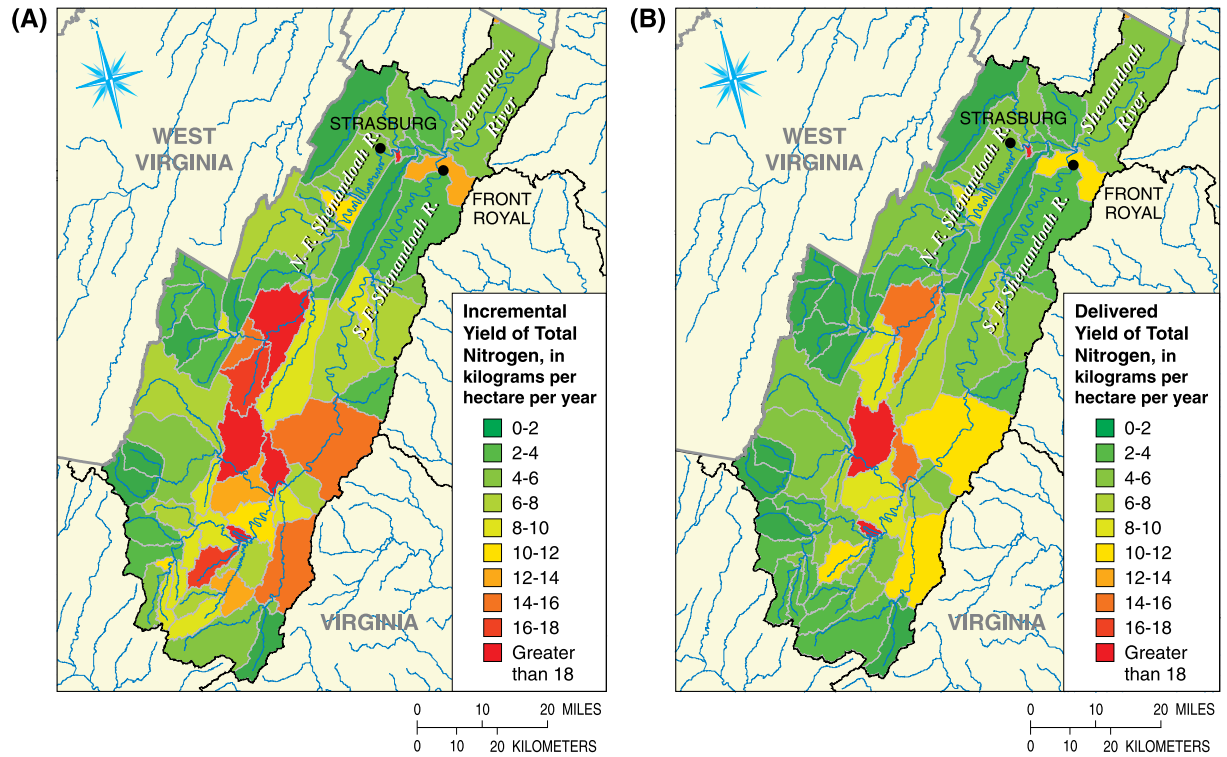 (A)
N
WEST
VIRGINIA
STRASBURG
N. F. Shenandoah R.
Shenandoah
River
FRONT
ROYAL
S. F. Shenandoah R.
VIRGINIA
Incremental
Yield of Total
Nitrogen, in
kilograms per
hectare per year
0-2
2-4
4-6
6-8
8-10
10-12
12-14
14-16
16-18
Greater
than 18
0 10 20 MILES
0 10 20 KILOMETERS
(B)
N
WEST
VIRGINIA
STRASBURG
N. F. Shenandoah R.
Shenandoah
River
FRONT
ROYAL
S. F. Shenandoah R.
VIRGINIA
Delivered
Yield of Total
Nitrogen, in
kilograms per
hectare per year
0-2
2-4
4-6
6-8
8-10
10-12
12-14
14-16
16-18
Greater
than 18
0 10 20 MILES
0 10 20 KILOMETERS